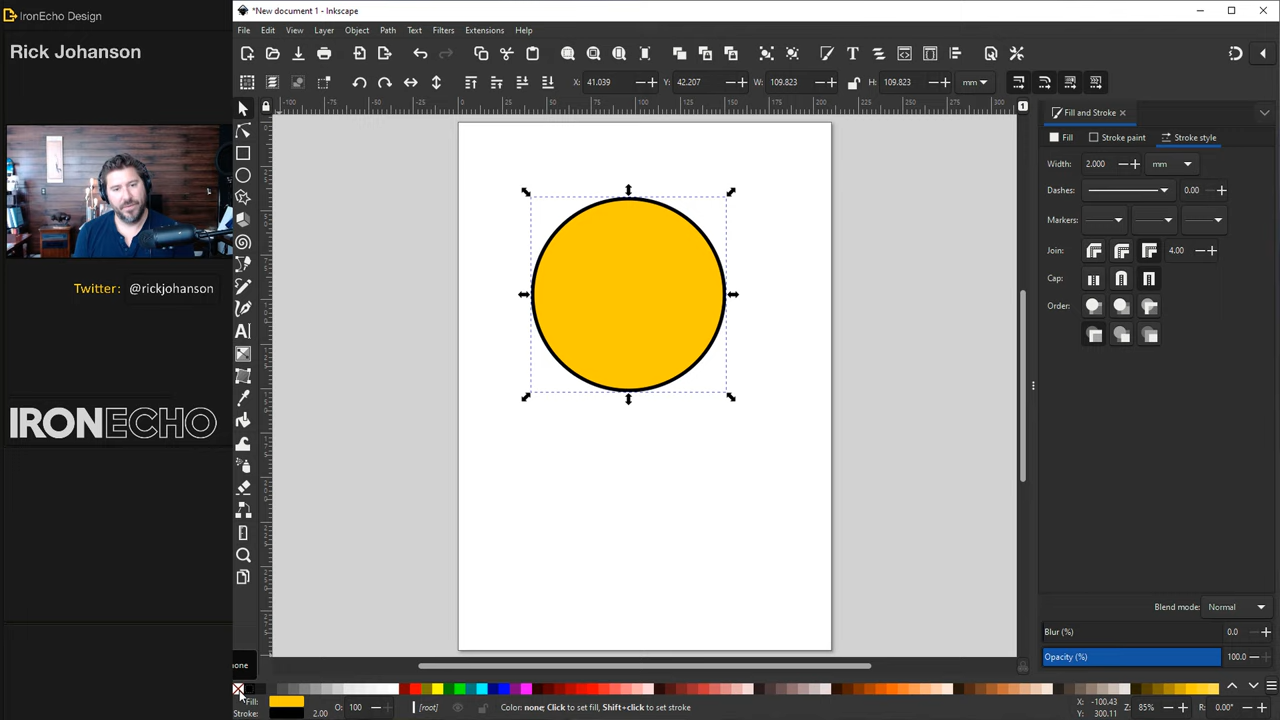 IronEcho Design
Rick Johanson
Twitter: @rickjohanson
IRONECHO
*New document 1 - Inkscape
File Edit View Layer Object Path Text Filters Extensions Help
X: 41.039 Y: 42.207 W: 109.823 H: 109.823 mm
Fill and Stroke
Fill Stroke paint Stroke style
Width: 2.000 mm
Dashes: 0.00
Markers:
Join: 4.00
Cap:
Order:
Blend mode: Normal
Blur (%) 0.0
Opacity (%) 100.0
none
Fill:
Stroke: 2.00
O: 100
[root]
Color: none; Click to set fill, Shift+click to set stroke
X: -100.43
Y: 300.11
Z: 85%
R: 0.00°